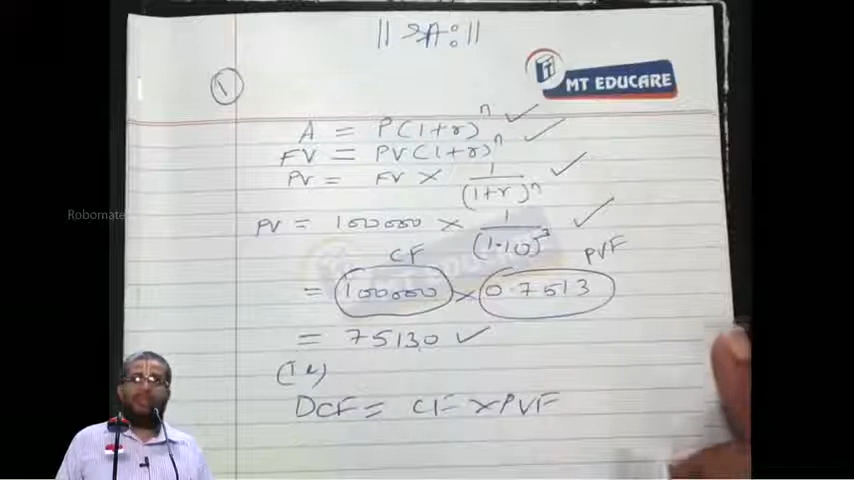 || श्री: ||
MT EDUCARE
1
A = P(1+r)^n ✓
FV = PV(1+r)^n ✓
PV = FV × 1/(1+r)^n ✓
Robomate
PV = 100000 × 1/(1.10)^3 ✓
CF PVF
= 100000 × 0.7513
= 75130 ✓
DCF = CF × PVF